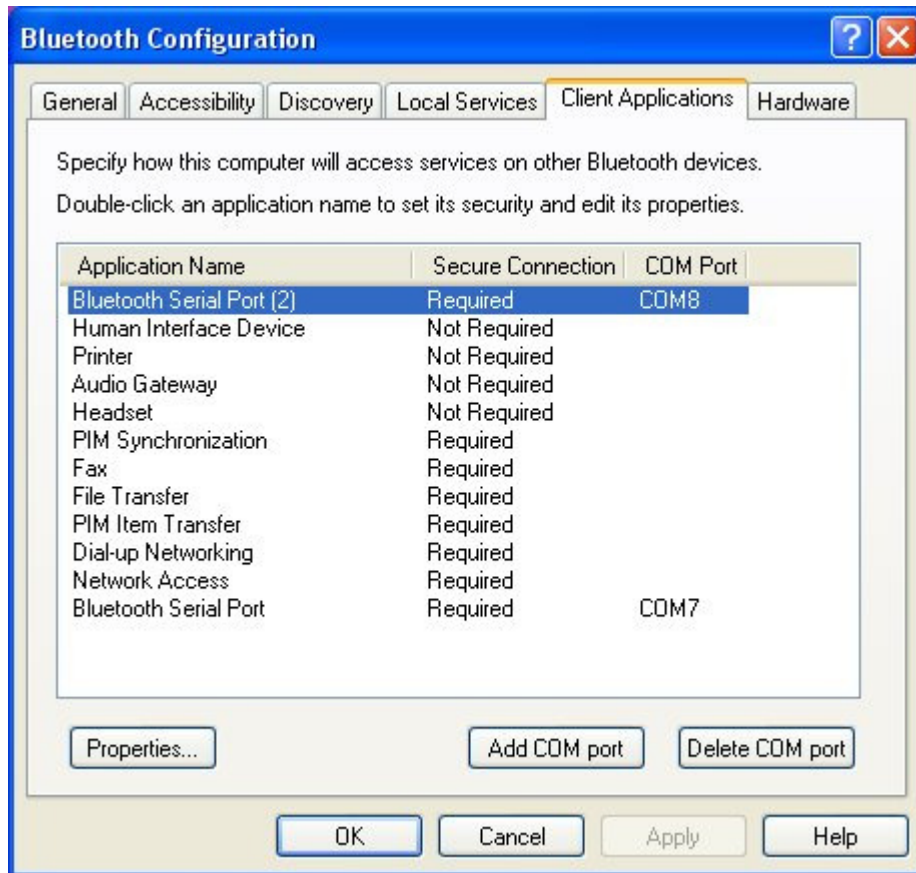 Bluetooth Configuration
General Accessibility Discovery Local Services Client Applications Hardware
Specify how this computer will access services on other Bluetooth devices.
Double-click an application name to set its security and edit its properties.
Application Name Secure Connection COM Port
Bluetooth Serial Port (2) Required COM8
Human Interface Device Not Required
Printer Not Required
Audio Gateway Not Required
Headset Not Required
PIM Synchronization Required
Fax Required
File Transfer Required
PIM Item Transfer Required
Dial-up Networking Required
Network Access Required
Bluetooth Serial Port Required COM7
Properties... Add COM port Delete COM port
OK Cancel Apply Help